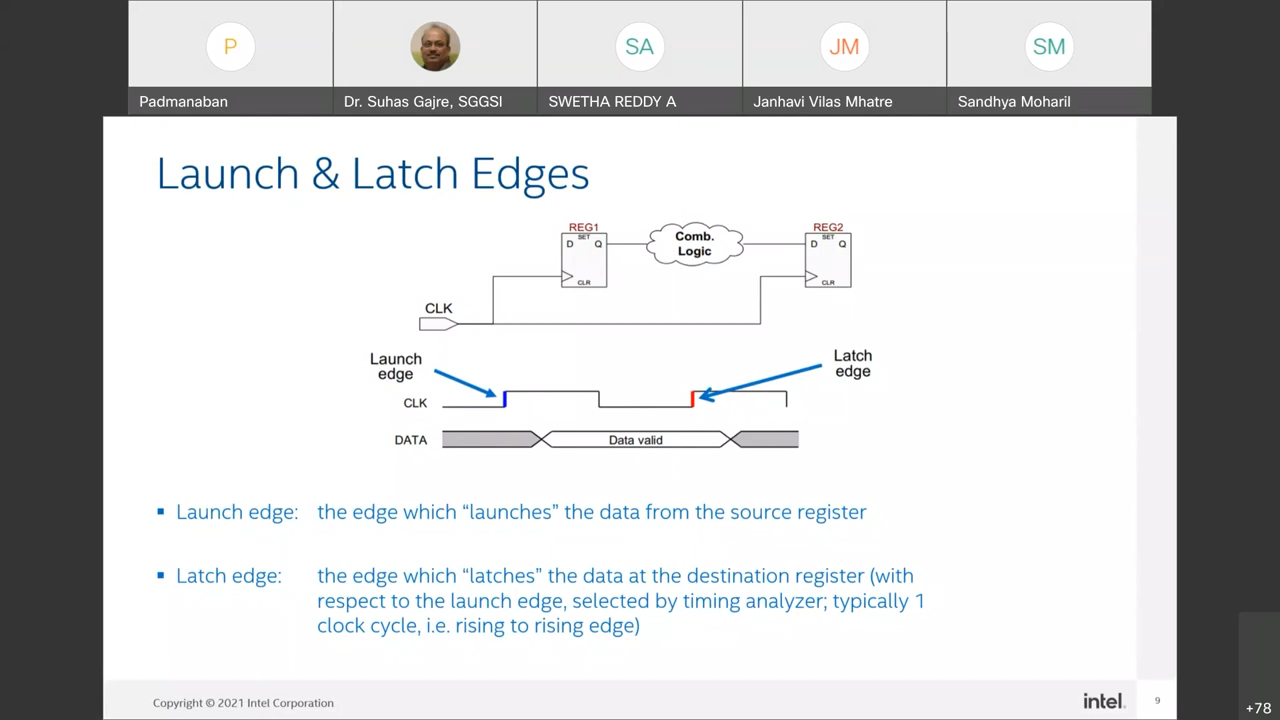 P
SA
JM
SM
Padmanaban
Dr. Suhas Gajre, SGGSI
SWETHA REDDY A
Janhavi Vilas Mhatre
Sandhya Moharil
Launch & Latch Edges
REG1
SET
D
Q
CLR
Comb.
Logic
REG2
SET
D
Q
CLR
CLK
Launch
edge
Latch
edge
CLK
DATA
Data valid
▪ Launch edge: the edge which “launches” the data from the source register
▪ Latch edge: the edge which “latches” the data at the destination register (with
respect to the launch edge, selected by timing analyzer; typically 1
clock cycle, i.e. rising to rising edge)
Copyright © 2021 Intel Corporation
intel.
9
+78